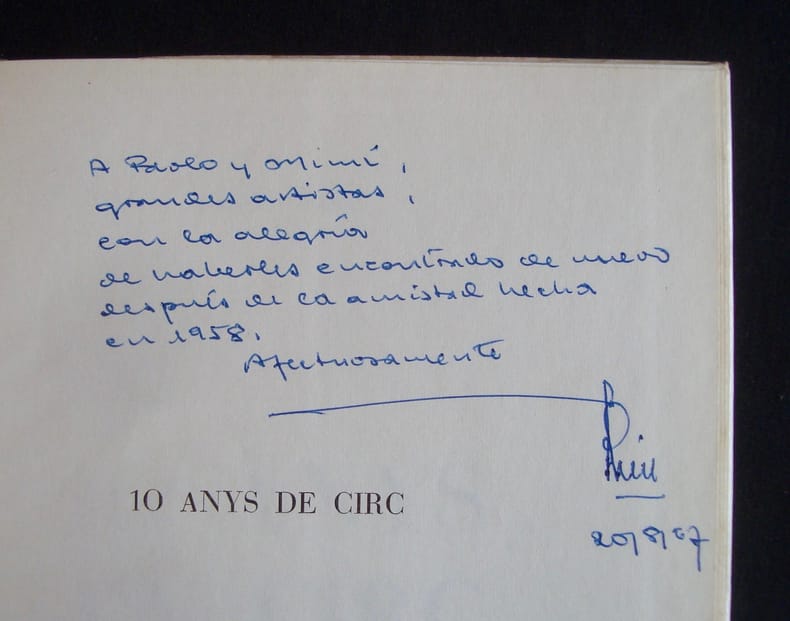 A Paolo y Mimí,
grandes artistas,
con la alegría
de haberles encontrado de nuevo
después de la amistad hecha
en 1958.
Afectuosamente
10 ANYS DE CIRC
20/8/67